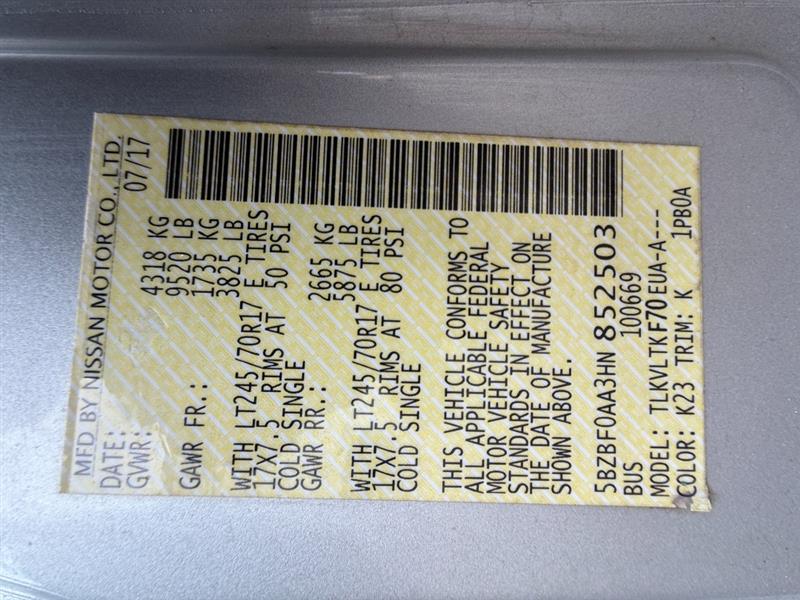 MFD BY NISSAN MOTOR CO., LTD.
DATE: 07/17
GVWR: 4318 KG
9520 LB
GAWR FR.: 1735 KG
3825 LB
WITH LT245/70R17 E TIRES
17X7.5 RIMS AT 50 PSI
COLD SINGLE
GAWR RR.: 2665 KG
5875 LB
WITH LT245/70R17 E TIRES
17X7.5 RIMS AT 80 PSI
COLD SINGLE
THIS VEHICLE CONFORMS TO
ALL APPLICABLE FEDERAL
MOTOR VEHICLE SAFETY
STANDARDS IN EFFECT ON
THE DATE OF MANUFACTURE
SHOWN ABOVE.
5BZBF0AA3HN 852503
BUS 100669
MODEL: TLKVLTK F70 EUA-A---
COLOR: K23 TRIM: K 1PB0A